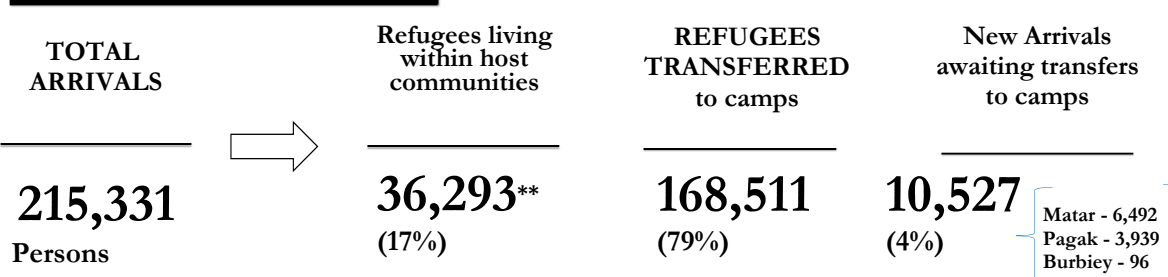 TOTAL
ARRIVALS
215,331
Persons
Refugees living
within host
communities
36,293**
(17%)
REFUGEES
TRANSFERRED
to camps
168,511
(79%)
New Arrivals
awaiting transfers
to camps
10,527
(4%)
Matar - 6,492
Pagak - 3,939
Burbiey - 96